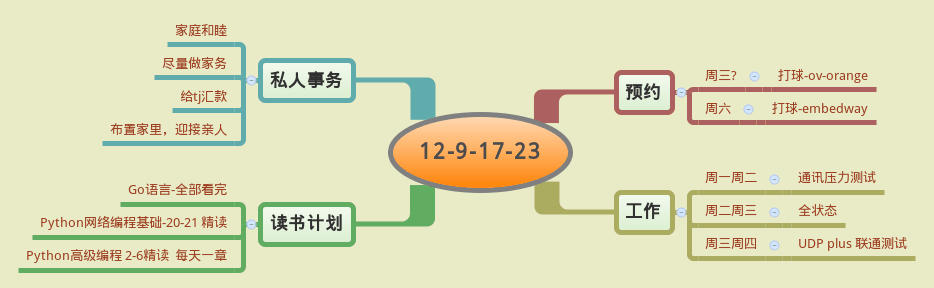 12-9-17-23
私人事务
家庭和睦
尽量做家务
给tj汇款
布置家里，迎接亲人
读书计划
Go语言-全部看完
Python网络编程基础-20-21 精读
Python高级编程 2-6精读 每天一章
预约
周三? 打球-ov-orange
周六 打球-embedway
工作
周一周二 通讯压力测试
周二周三 全状态
周三周四 UDP plus 联通测试